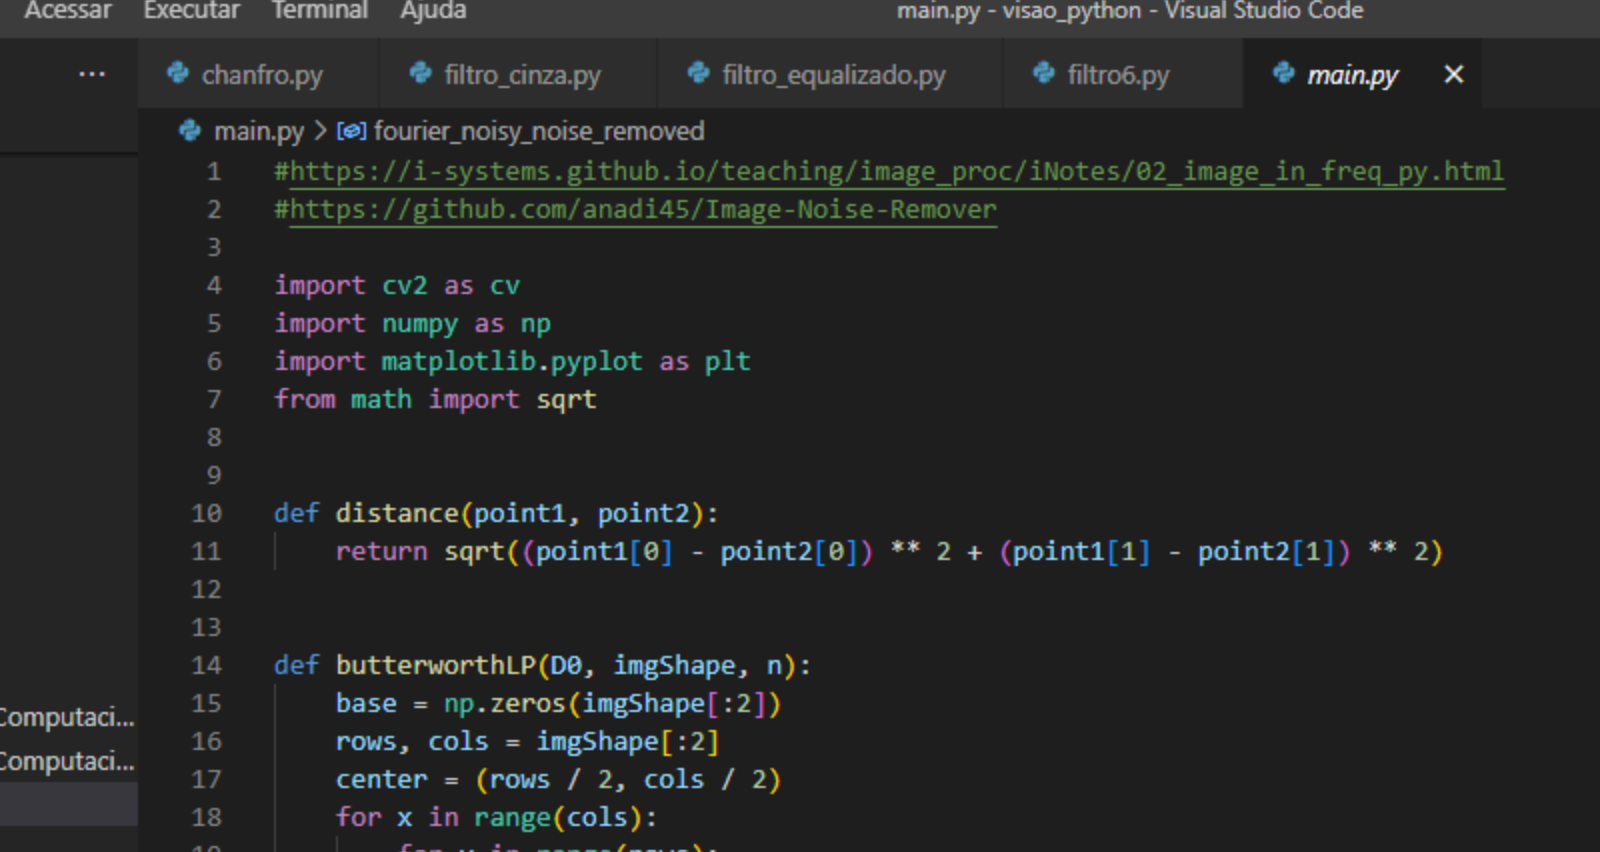 Acessar Executar Terminal Ajuda main.py - visao_python - Visual Studio Code
... chanfro.py filtro_cinza.py filtro_equalizado.py filtro6.py main.py
main.py > fourier_noisy_noise_removed
1 #https://i-systems.github.io/teaching/image_proc/iNotes/02_image_in_freq_py.html
2 #https://github.com/anadi45/Image-Noise-Remover
3
4 import cv2 as cv
5 import numpy as np
6 import matplotlib.pyplot as plt
7 from math import sqrt
8
9
10 def distance(point1, point2):
11     return sqrt((point1[0] - point2[0]) ** 2 + (point1[1] - point2[1]) ** 2)
12
13
14 def butterworthLP(D0, imgShape, n):
15     base = np.zeros(imgShape[:2])
16     rows, cols = imgShape[:2]
17     center = (rows / 2, cols / 2)
18     for x in range(cols):
Computaci...
Computaci...